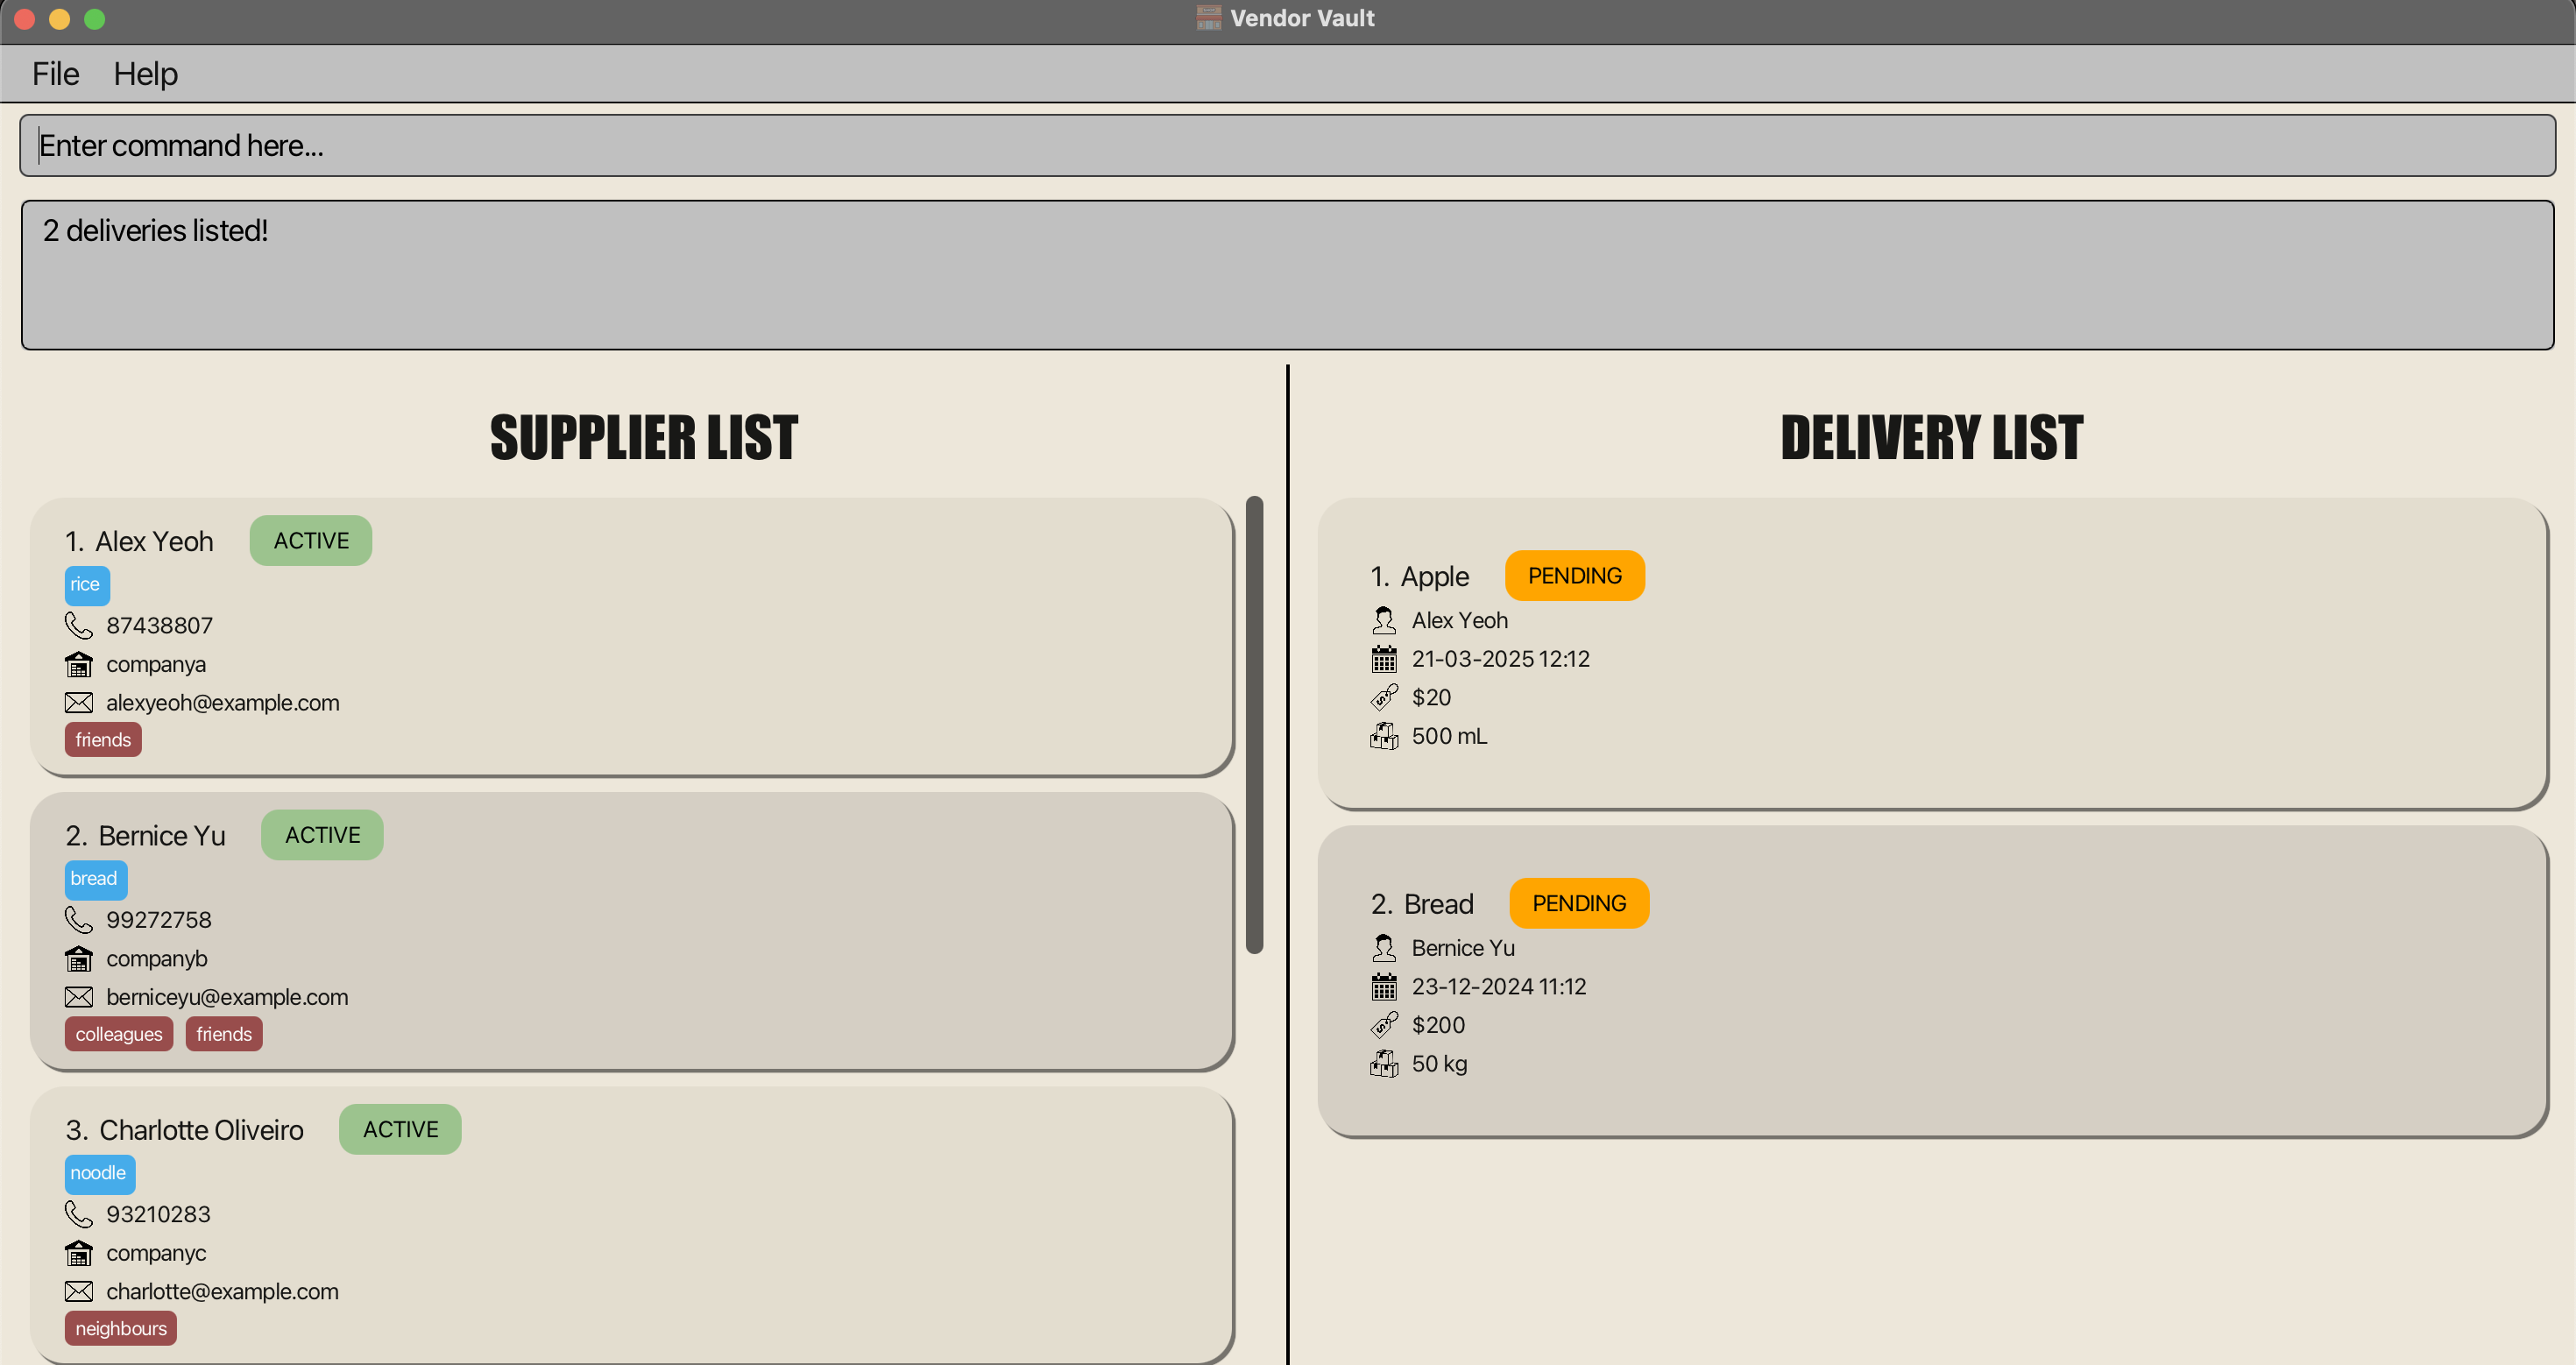 Vendor Vault
File Help
Enter command here...
2 deliveries listed!
SUPPLIER LIST
1. Alex Yeoh ACTIVE
rice
87438807
companya
alexyeoh@example.com
friends
2. Bernice Yu ACTIVE
bread
99272758
companyb
berniceyu@example.com
colleagues friends
3. Charlotte Oliveiro ACTIVE
noodle
93210283
companyc
charlotte@example.com
neighbours
DELIVERY LIST
1. Apple PENDING
Alex Yeoh
21-03-2025 12:12
$20
500 mL
2. Bread PENDING
Bernice Yu
23-12-2024 11:12
$200
50 kg